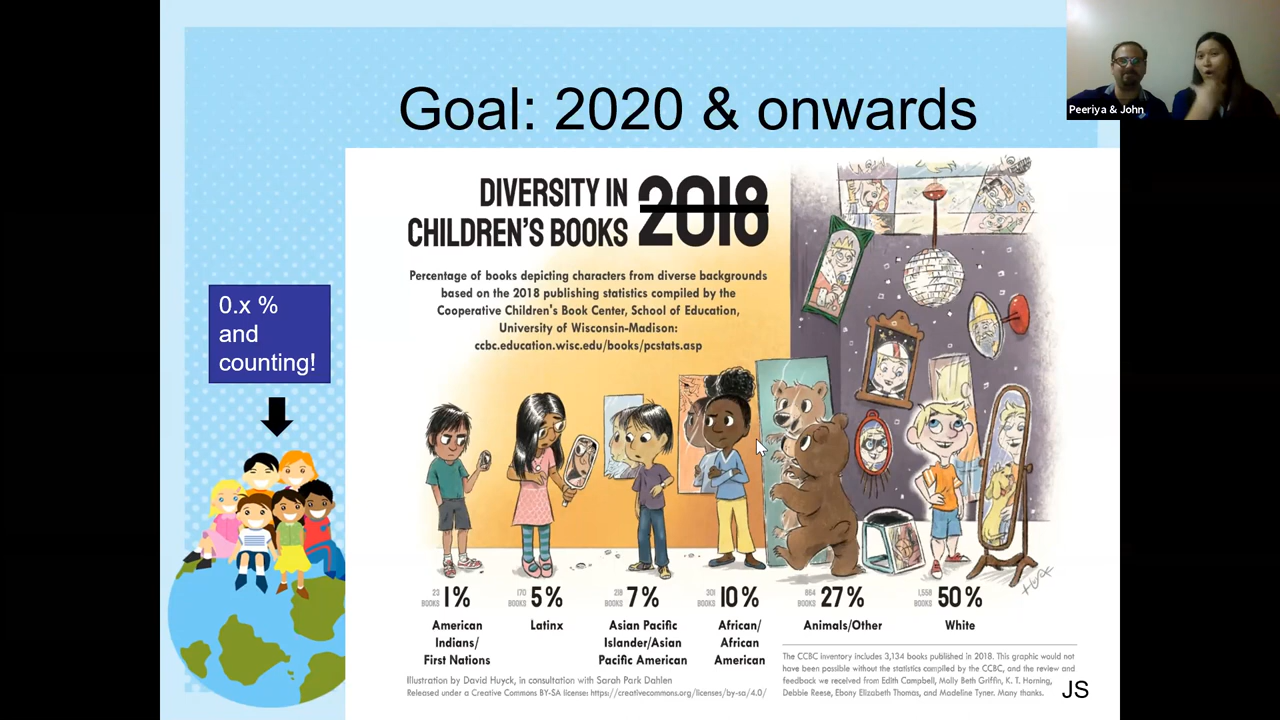 Peeriya & John
Goal: 2020 & onwards
DIVERSITY IN
CHILDREN'S BOOKS
2018
Percentage of books depicting characters from diverse backgrounds
based on the 2018 publishing statistics compiled by the
Cooperative Children's Book Center, School of Education,
University of Wisconsin-Madison:
ccbc.education.wisc.edu/books/pcstats.asp
0.x %
and
counting!
23
BOOKS
1%
American
Indians/
First Nations
170
BOOKS
5%
Latinx
218
BOOKS
7%
Asian Pacific
Islander/Asian
Pacific American
301
BOOKS
10%
African/
African
American
864
BOOKS
27%
Animals/Other
1,558
BOOKS
50%
White
Illustration by David Huyck, in consultation with Sarah Park Dahlen
Released under a Creative Commons BY-SA license: https://creativecommons.org/licenses/by-sa/4.0/
The CCBC inventory includes 3,134 books published in 2018. This graphic would not
have been possible without the statistics compiled by the CCBC, and the review and
feedback we received from Edith Campbell, Molly Beth Griffin, K. T. Horning,
Debbie Reese, Ebony Elizabeth Thomas, and Madeline Tyner. Many thanks.
JS